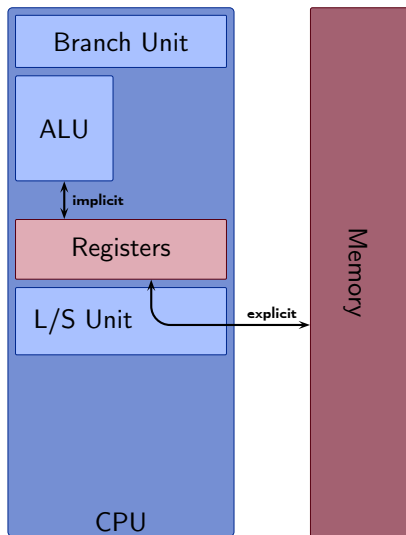 Branch Unit
ALU
implicit
Registers
L/S Unit
explicit
Memory
CPU